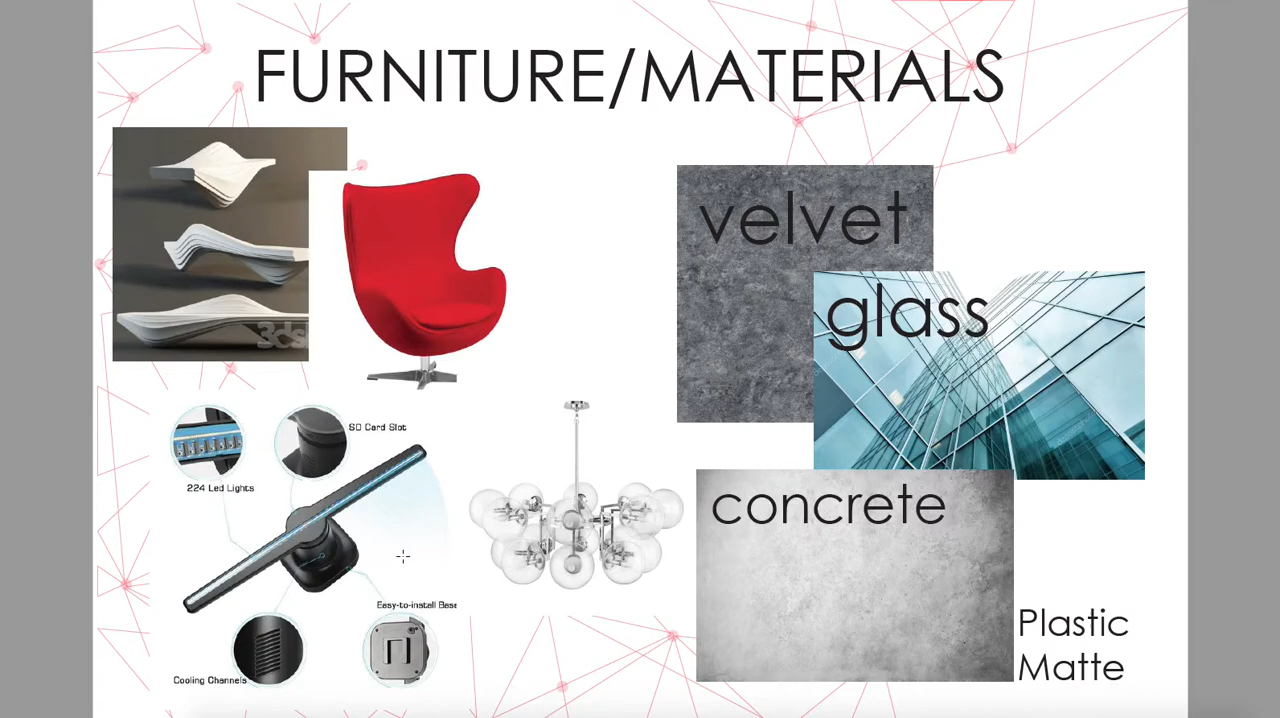 FURNITURE/MATERIALS
3ds
velvet
glass
concrete
Plastic
Matte
SD Card Slot
224 Led Lights
Easy-to-install Base
Cooling Channels